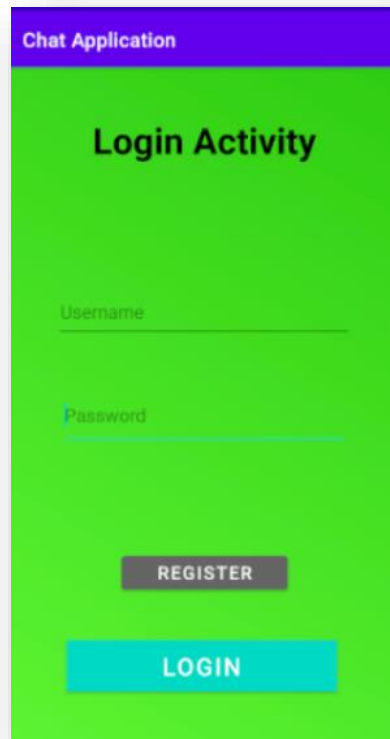 Chat Application
Login Activity
Username
Password
REGISTER
LOGIN